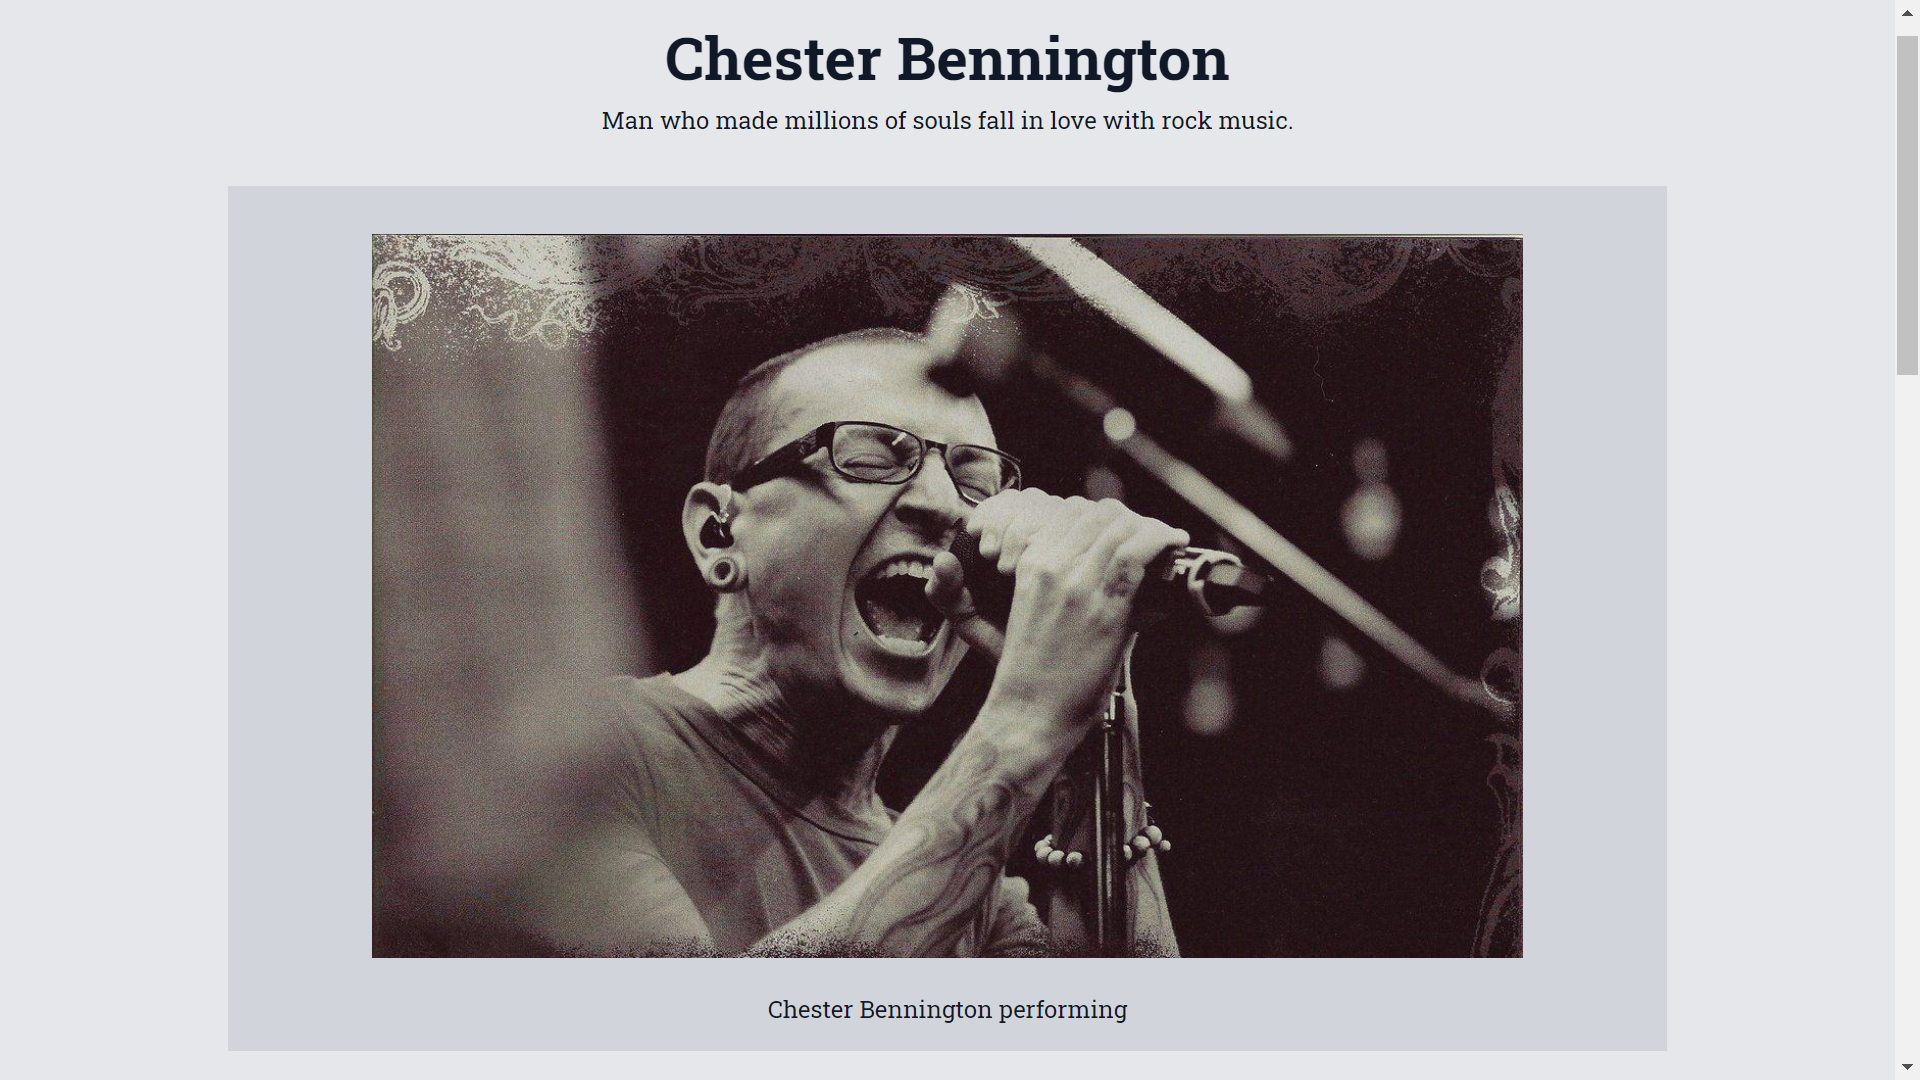 Chester Bennington
Man who made millions of souls fall in love with rock music.
Chester Bennington performing